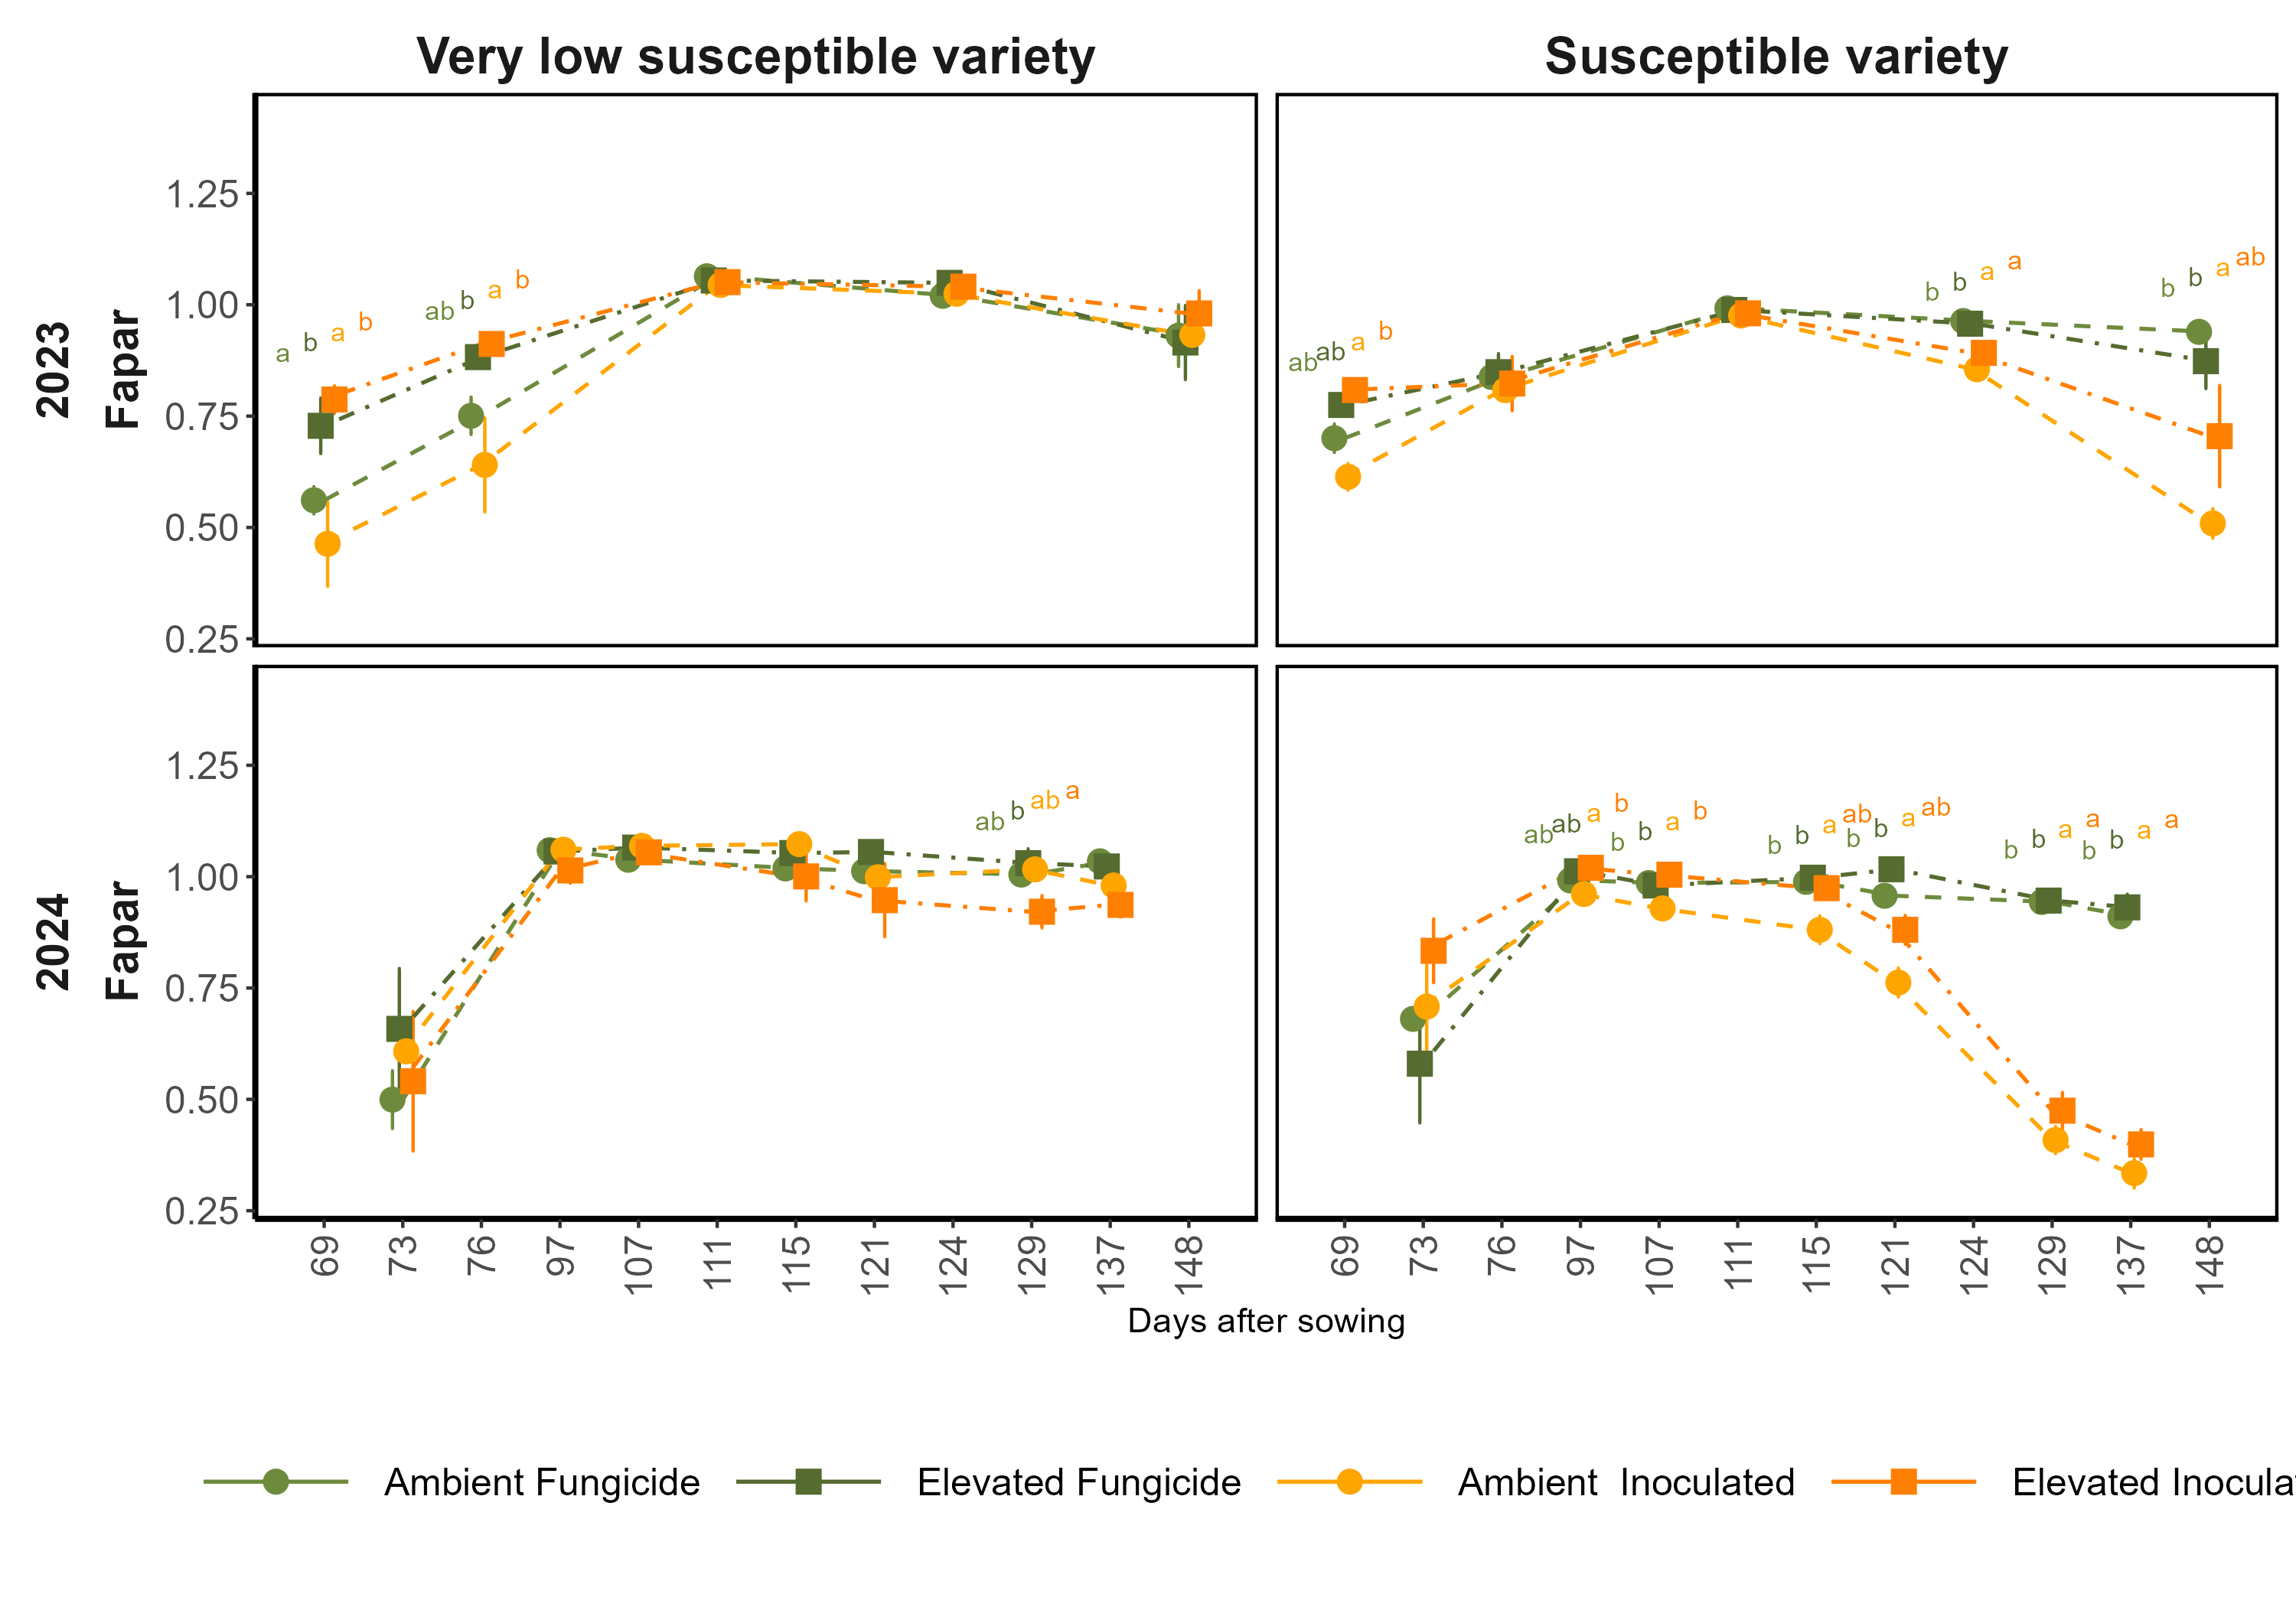 Very low susceptible variety
Susceptible variety
2023
Fapar
1.25
1.00
0.75
0.50
0.25
a b a b
ab b a b
ab ab a b
b b a a
b b a ab
2024
Fapar
1.25
1.00
0.75
0.50
0.25
ab b ab a
ab ab a b
b b a b
b b a ab
b b a ab
b b a a
b b a a
69 73 76 97 107 111 115 121 124 129 137 148
69 73 76 97 107 111 115 121 124 129 137 148
Days after sowing
Ambient Fungicide
Elevated Fungicide
Ambient  Inoculated
Elevated Inocula